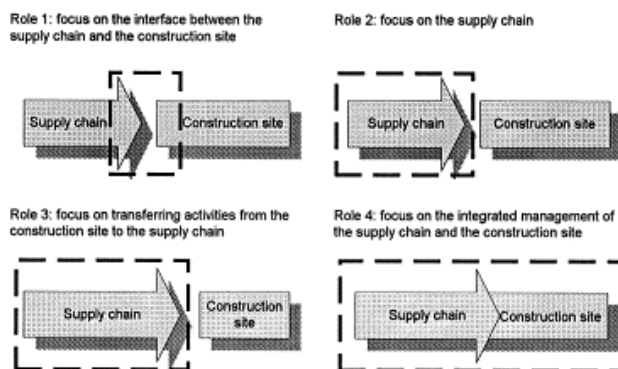 Role 1: focus on the interface between the
supply chain and the construction site
Role 2: focus on the supply chain
Supply chain
Construction site
Supply chain
Construction site
Role 3: focus on transferring activities from the
construction site to the supply chain
Role 4: focus on the integrated management of
the supply chain and the construction site
Supply chain
Construction
site
Supply chain
Construction site